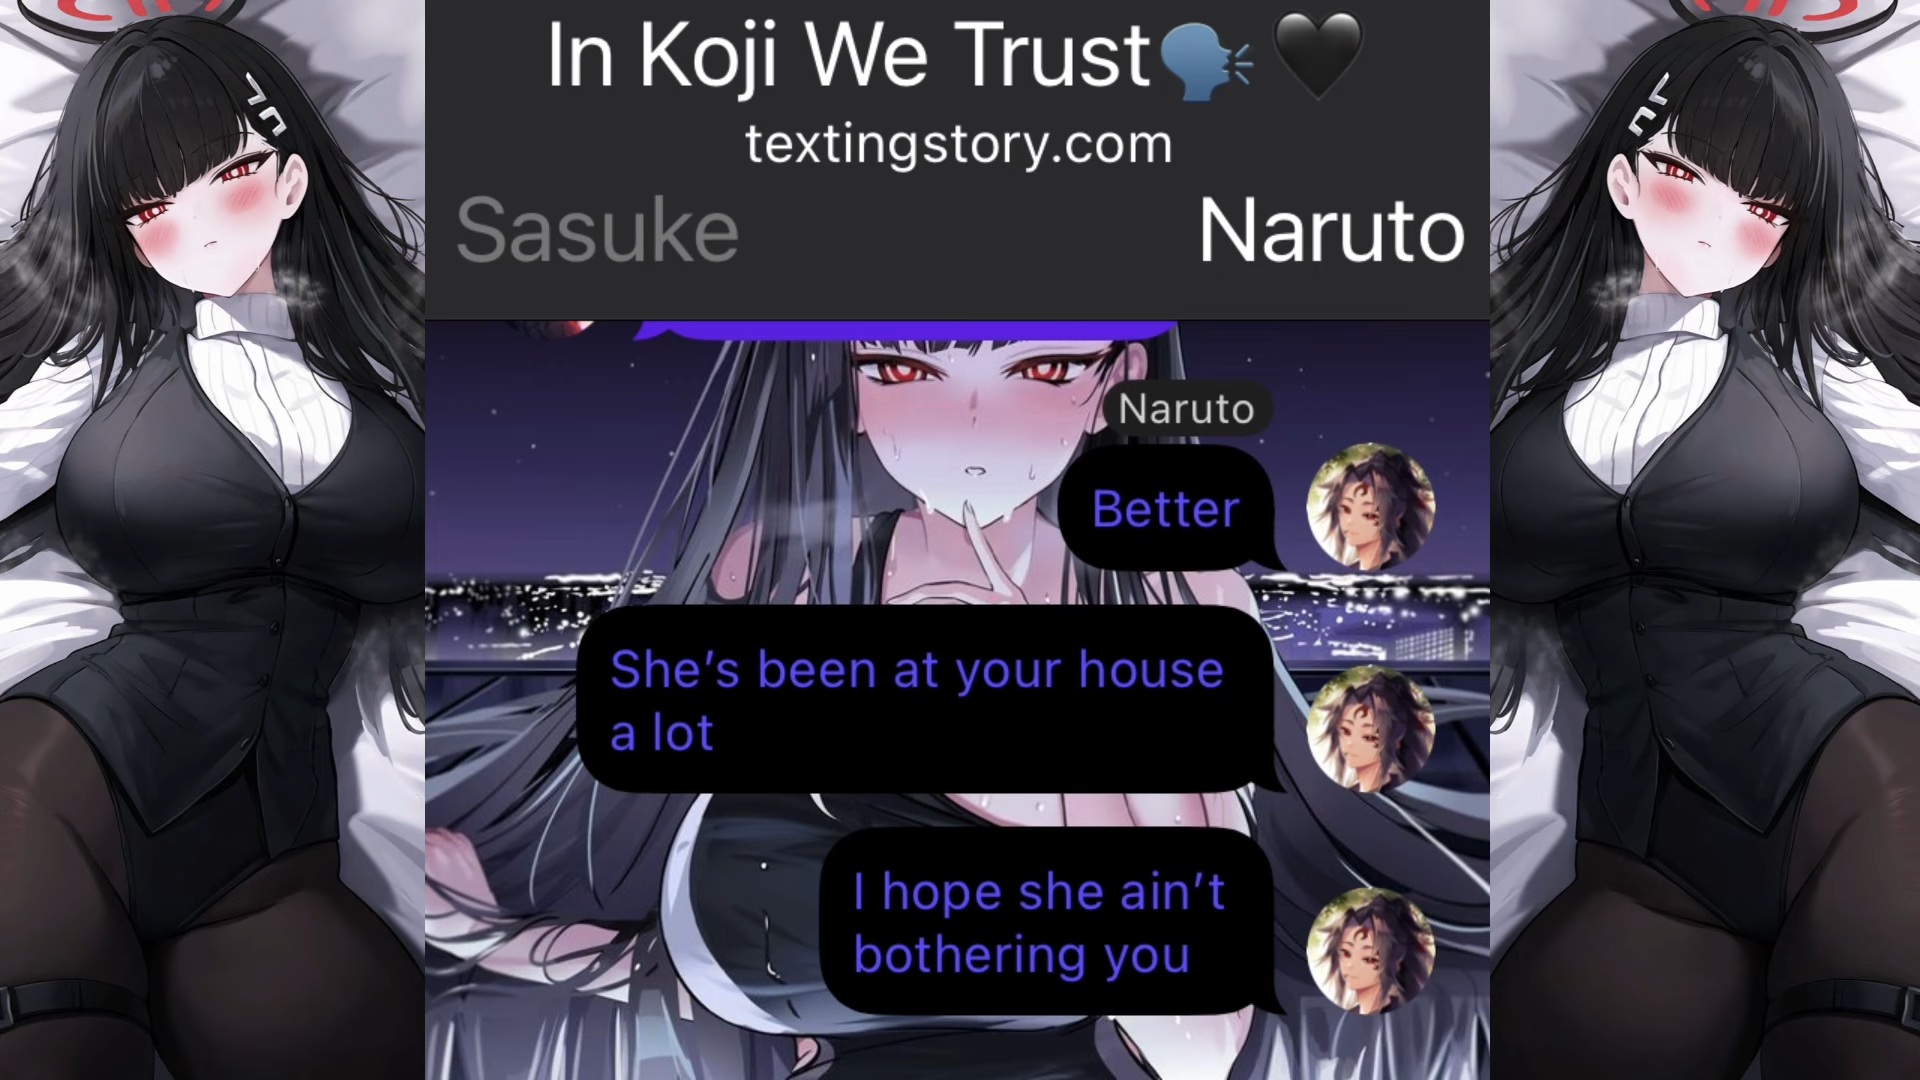 In Koji We Trust🗣️🖤
textingstory.com
Sasuke
Naruto
Naruto
Better
She’s been at your house
a lot
I hope she ain’t
bothering you